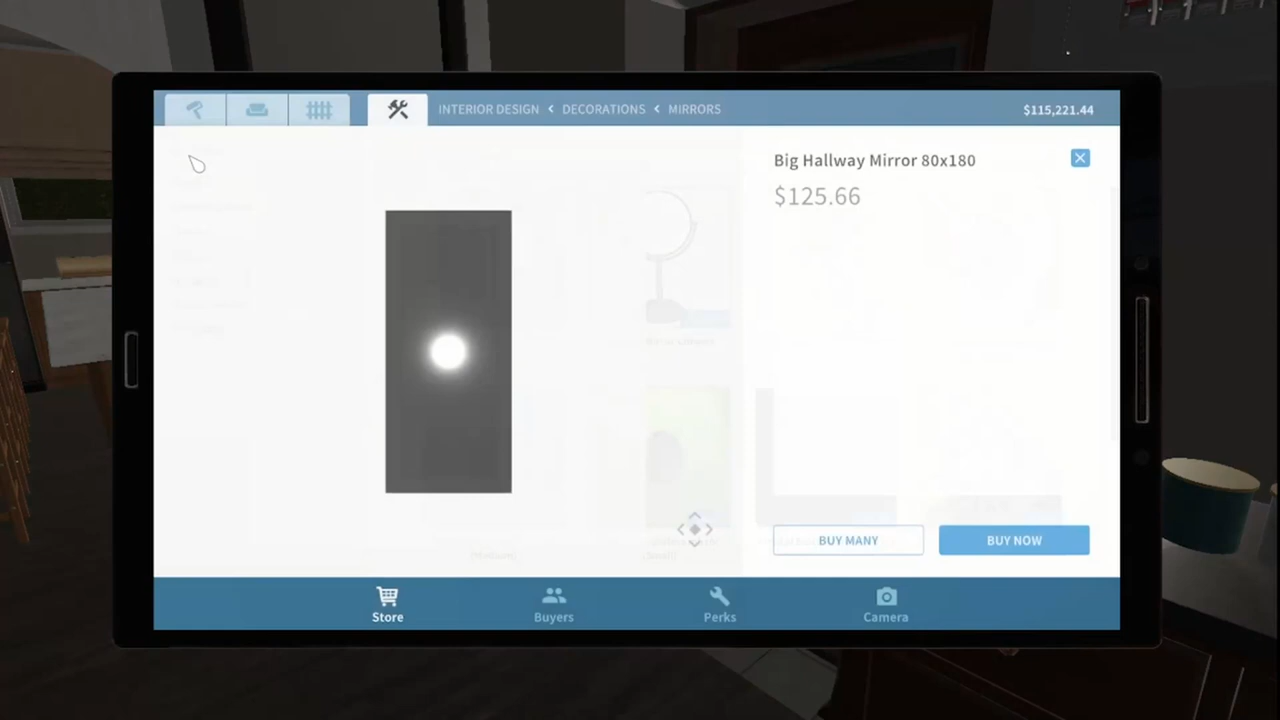 INTERIOR DESIGN < DECORATIONS < MIRRORS
$115,221.44
Big Hallway Mirror 80x180
$125.66
BUY MANY
BUY NOW
Store
Buyers
Perks
Camera